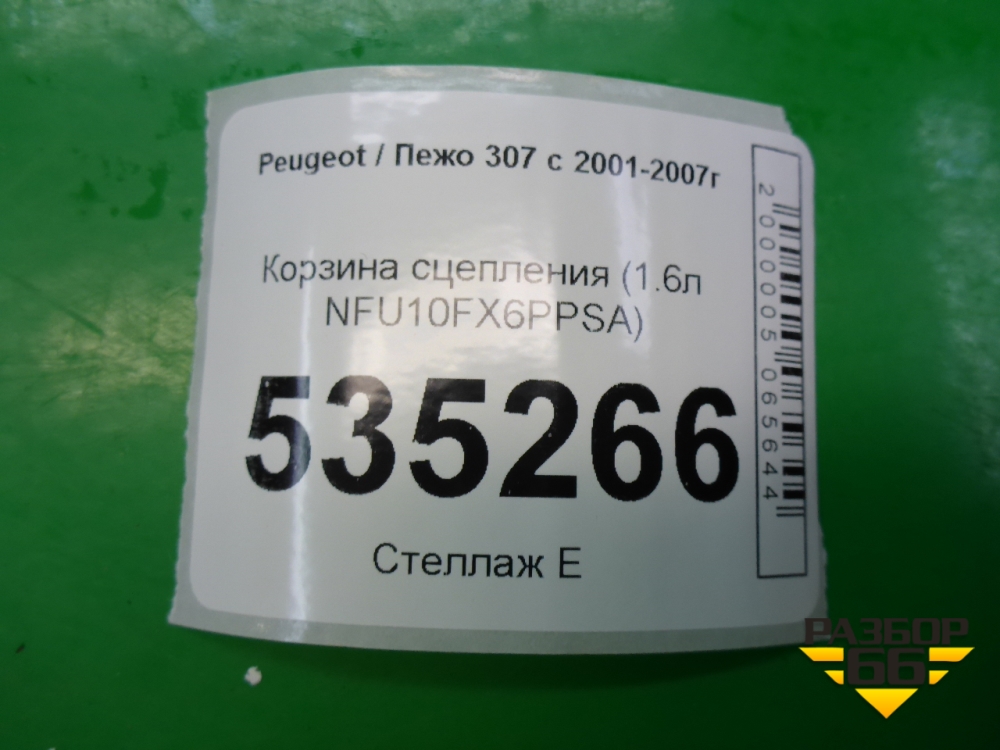 Peugeot / Пежо 307 с 2001-2007г
Корзина сцепления (1.6л
NFU10FX6PPSA)
535266
Стеллаж Е
2000005065644
РАЗБОР
66